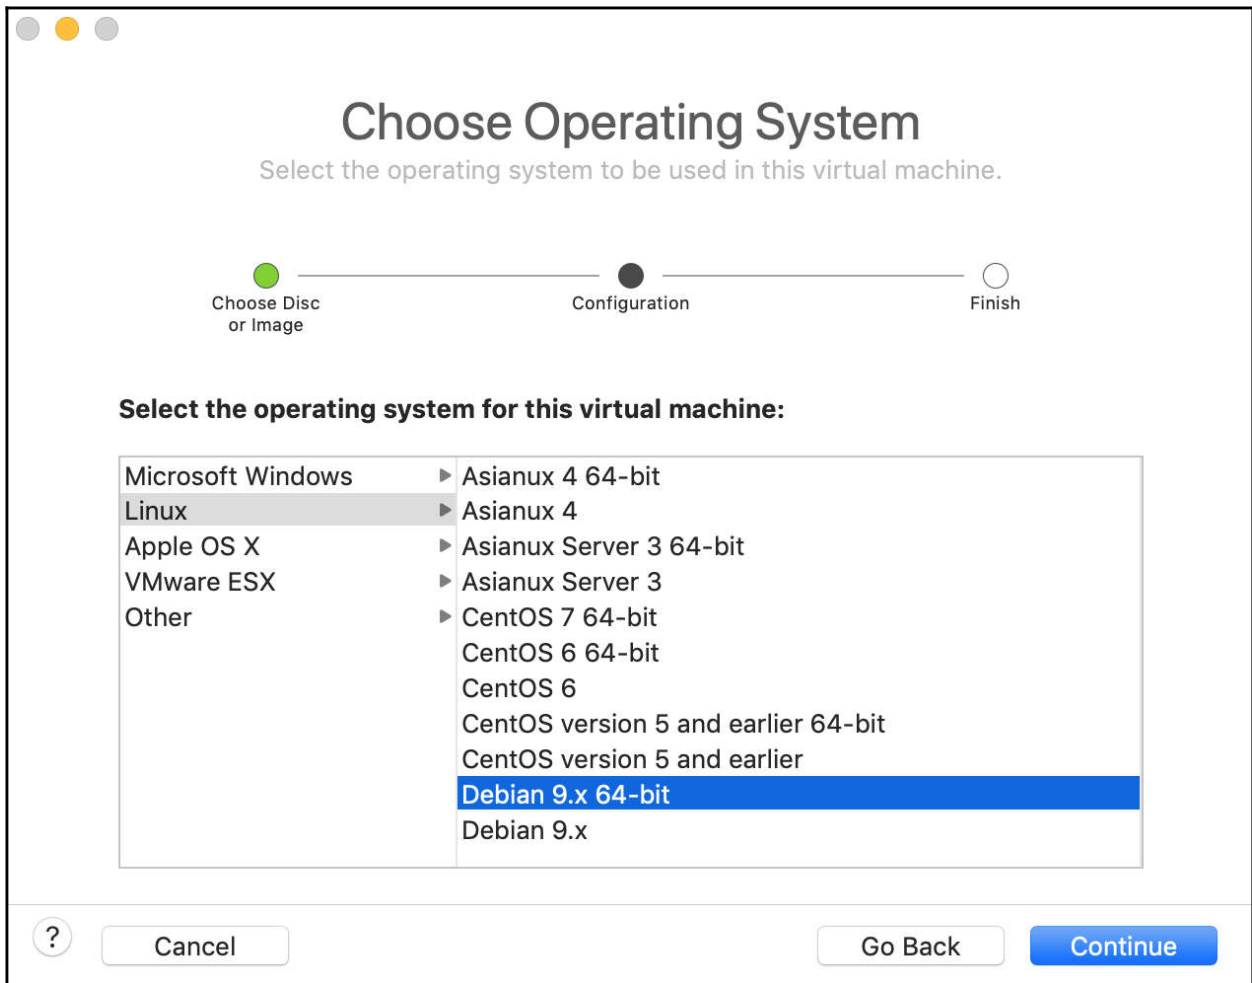 Choose Operating System
Select the operating system to be used in this virtual machine.
Choose Disc
or Image
Configuration
Finish
Select the operating system for this virtual machine:
Microsoft Windows
Linux
Apple OS X
VMware ESX
Other
Asianux 4 64-bit
Asianux 4
Asianux Server 3 64-bit
Asianux Server 3
CentOS 7 64-bit
CentOS 6 64-bit
CentOS 6
CentOS version 5 and earlier 64-bit
CentOS version 5 and earlier
Debian 9.x 64-bit
Debian 9.x
?
Cancel
Go Back
Continue